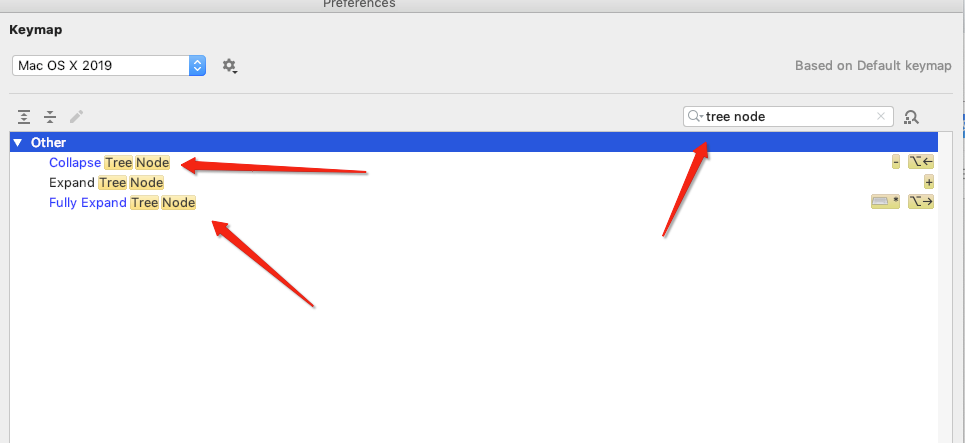 Preferences
Keymap
Mac OS X 2019
Based on Default keymap
tree node
Other
Collapse Tree Node - ⌥←
Expand Tree Node +
Fully Expand Tree Node * ⌥→